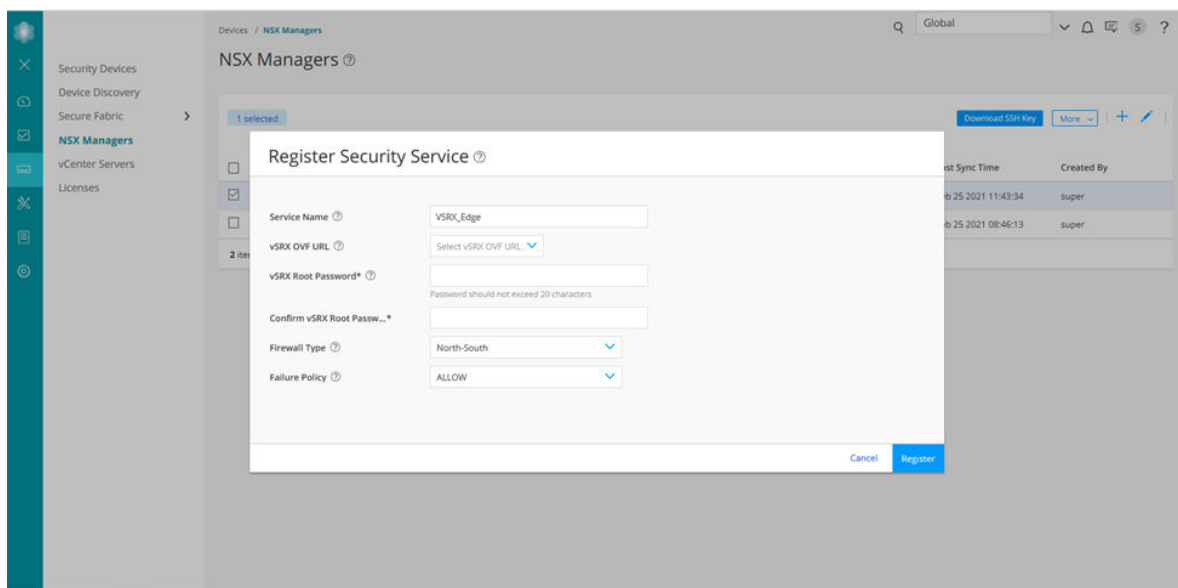 Devices / NSX Managers
Global
S ?
NSX Managers ?
Security Devices
Device Discovery
Secure Fabric
NSX Managers
vCenter Servers
Licenses
1 selected
Download SSH Key
More
Sync Time
Created By
25 2021 11:43:34
super
25 2021 08:46:13
super
2
Register Security Service ?
Service Name ?
VSRX_Edge
vSRX OVF URL ?
Select vSRX OVF URL
vSRX Root Password* ?
Password should not exceed 20 characters
Confirm vSRX Root Passw...*
Firewall Type ?
North-South
Failure Policy ?
ALLOW
Cancel
Register